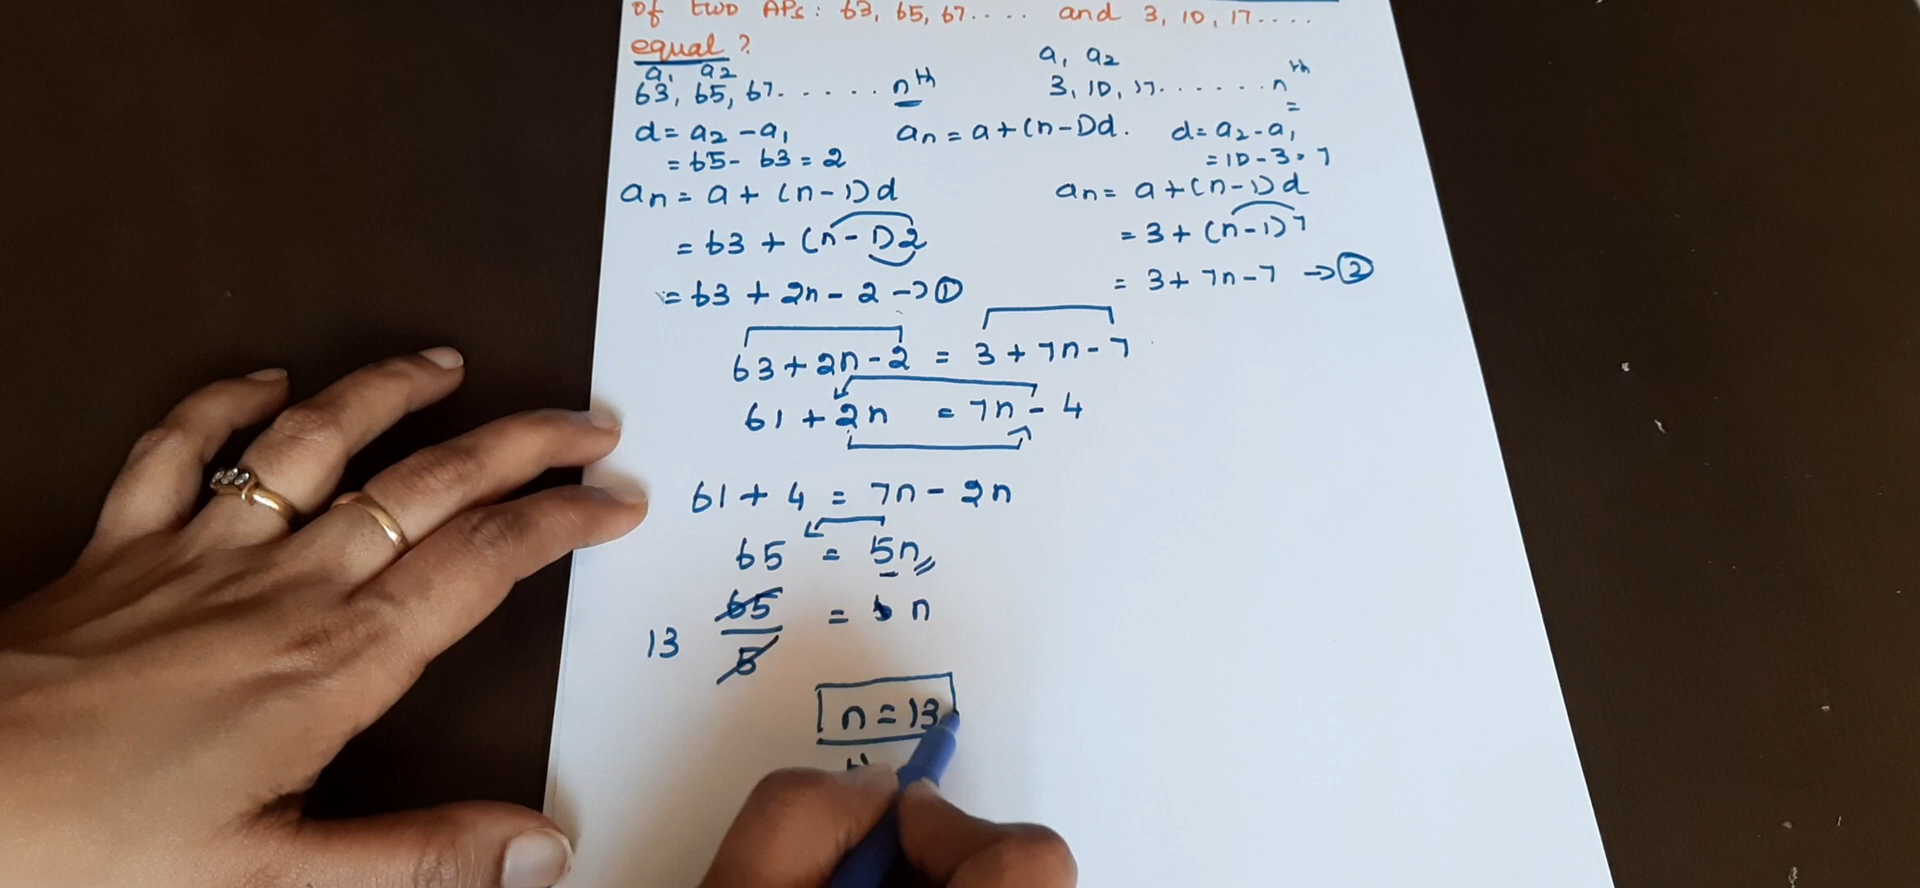 of two APs: 63, 65, 67.... and 3, 10, 17....
equal ?
a₁ a₂
63, 65, 67. . . . . . nth
a₁ a₂
3, 10, 17. . . . . . . nth
=
d = a₂ - a₁
= 65 - 63 = 2
an = a + (n-1)d.
d = a₂ - a₁
= 10 - 3 = 7
an = a + (n - 1)d
= 63 + (n - 1)2
= 63 + 2n - 2 → ①
an = a + (n-1)d
= 3 + (n-1)7
= 3 + 7n - 7 → ②
63 + 2n - 2 = 3 + 7n - 7
61 + 2n = 7n - 4
61 + 4 = 7n - 2n
65 = 5n
65/5 = n
13
n = 13